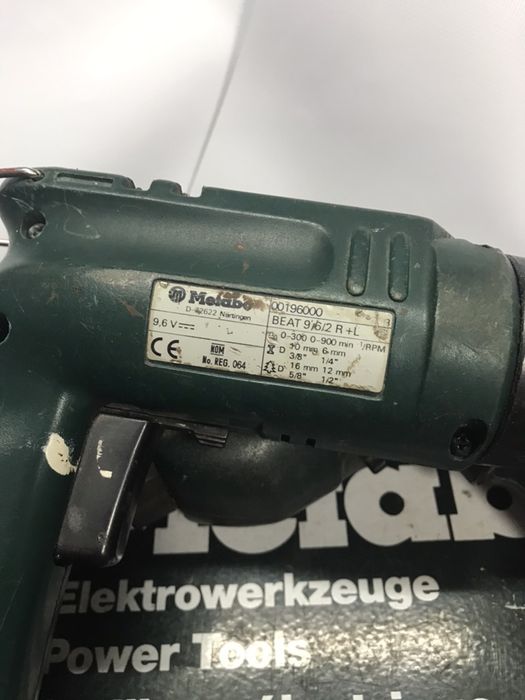 Metabo
D-72622 Nürtingen
9,6 V
CE
NOM
No. REG. 064
00196000
BEAT 9/6/2 R+L
0-300 0-900 min ¹/RPM
D 10 mm 6 mm
3/8" 1/4"
D 16 mm 12 mm
5/8" 1/2"
Elektrowerkzeuge
Power Tools